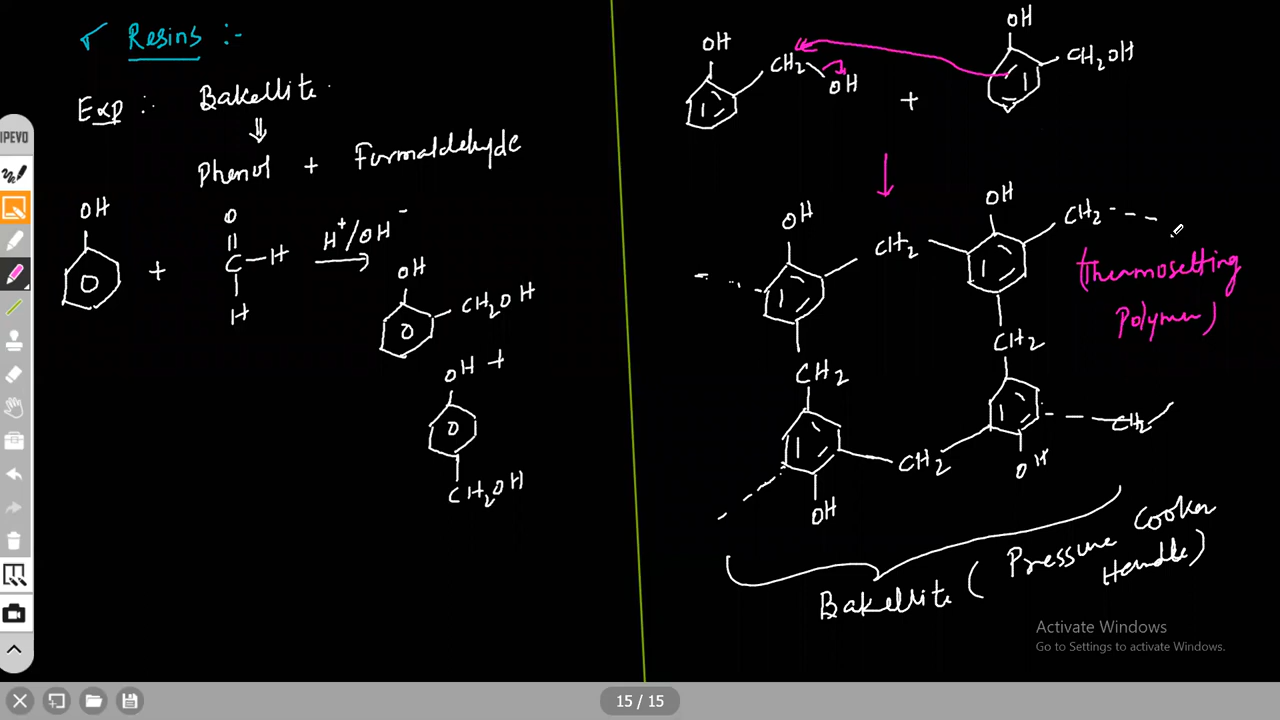 Resins :-
Exp : Bakellite .
⇓
Phenol + Formaldehyde
OH
+
O
C
H
H
H+/OH-
OH
CH2OH
+
OH
CH2OH
OH
CH2
OH
+
OH
CH2OH
OH
CH2
OH
CH2
CH2
CH2
OH
CH2
OH
CH2
(Thermosetting
Polymer)
Bakellite (Pressure Cooker
Handle)
IPEVO
Activate Windows
Go to Settings to activate Windows.
15 / 15